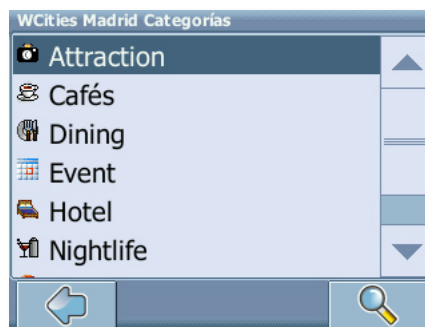 WCities Madrid Categorías
Attraction
Cafés
Dining
Event
Hotel
Nightlife